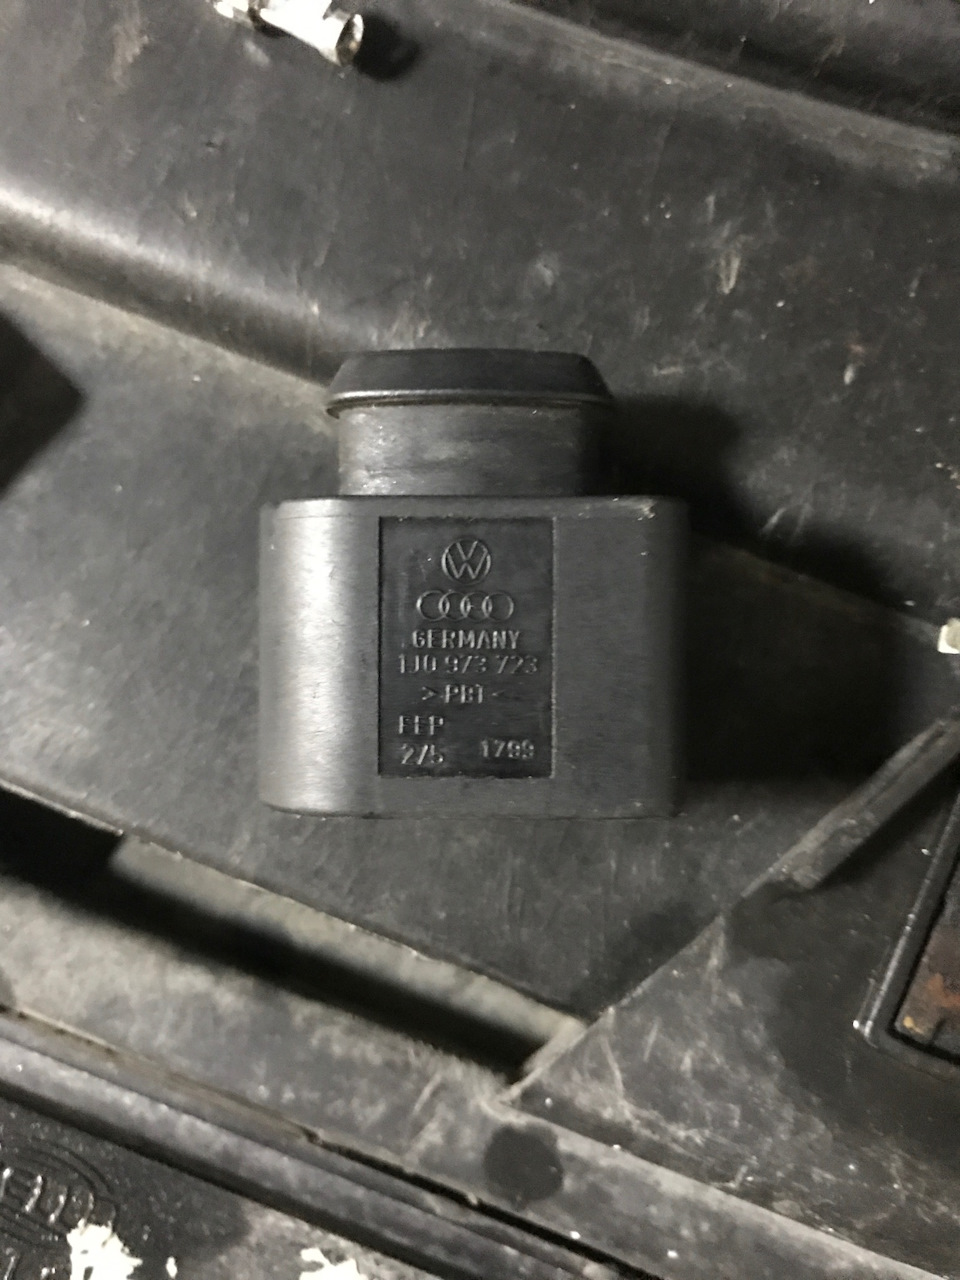 GERMANY
1J0 973 723
>PBT<
FEP
2/5 1799